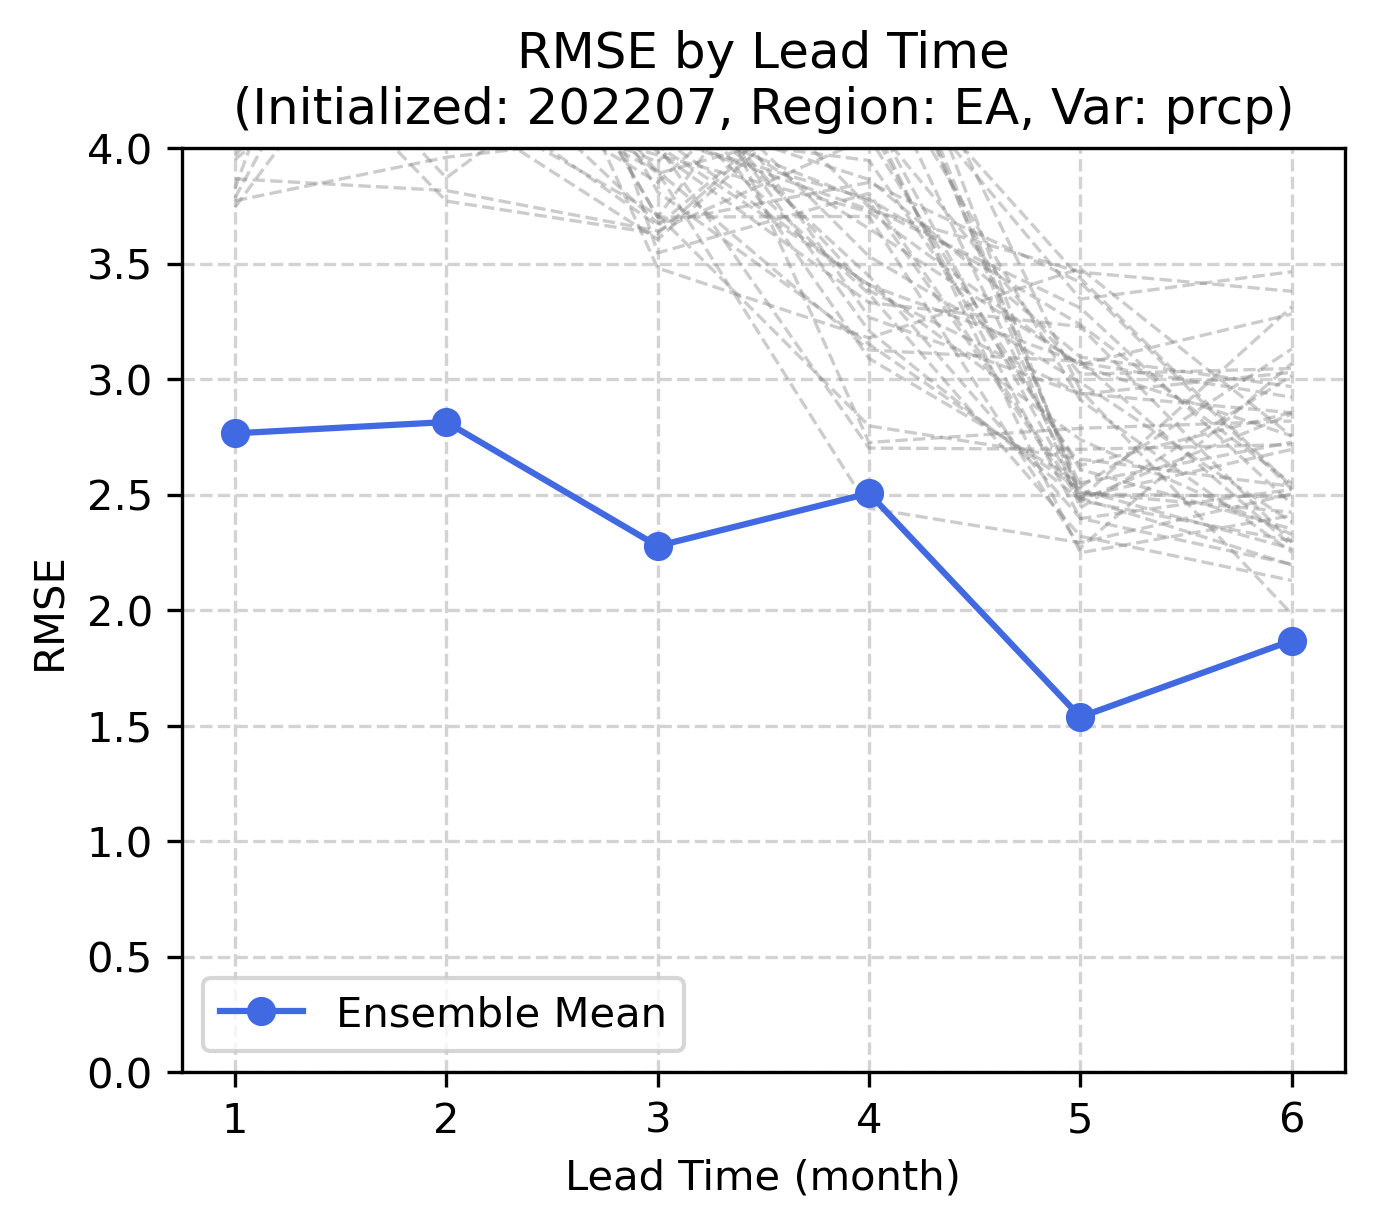 RMSE by Lead Time
(Initialized: 202207, Region: EA, Var: prcp)
4.0
3.5
3.0
2.5
2.0
1.5
1.0
0.5
0.0
RMSE
Ensemble Mean
1 2 3 4 5 6
Lead Time (month)